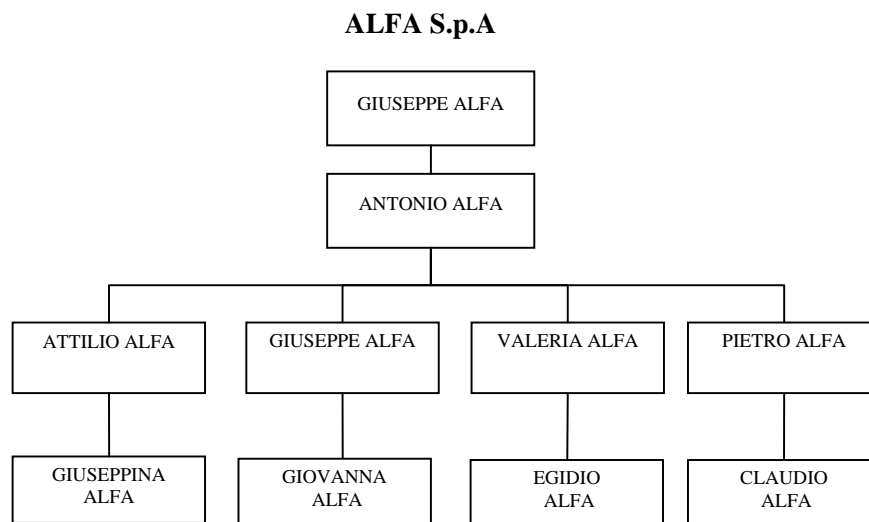 ALFA S.p.A
GIUSEPPE ALFA
ANTONIO ALFA
ATTILIO ALFA
GIUSEPPE ALFA
VALERIA ALFA
PIETRO ALFA
GIUSEPPINA
ALFA
GIOVANNA
ALFA
EGIDIO
ALFA
CLAUDIO
ALFA